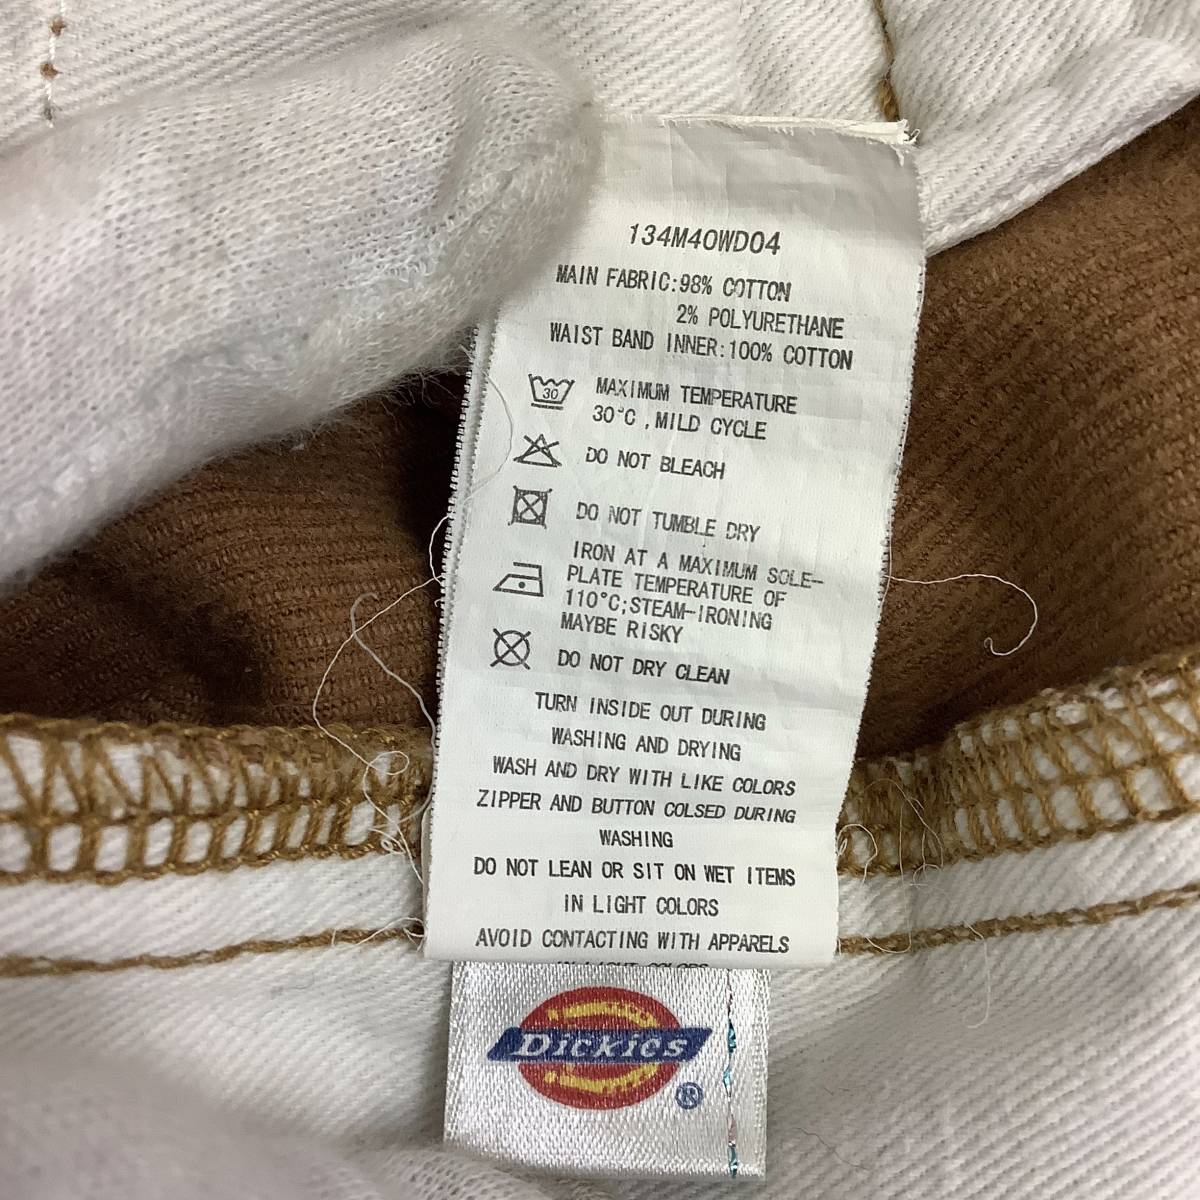 134M40WD04
MAIN FABRIC:98% COTTON
2% POLYURETHANE
WAIST BAND INNER:100% COTTON
30
MAXIMUM TEMPERATURE
30°C ,MILD CYCLE
DO NOT BLEACH
DO NOT TUMBLE DRY
IRON AT A MAXIMUM SOLE-
PLATE TEMPERATURE OF
110°C;STEAM-IRONING
MAYBE RISKY
DO NOT DRY CLEAN
TURN INSIDE OUT DURING
WASHING AND DRYING
WASH AND DRY WITH LIKE COLORS
ZIPPER AND BUTTON COLSED DURING
WASHING
DO NOT LEAN OR SIT ON WET ITEMS
IN LIGHT COLORS
AVOID CONTACTING WITH APPARELS
IN LIGHT COLORS
Dickies
®